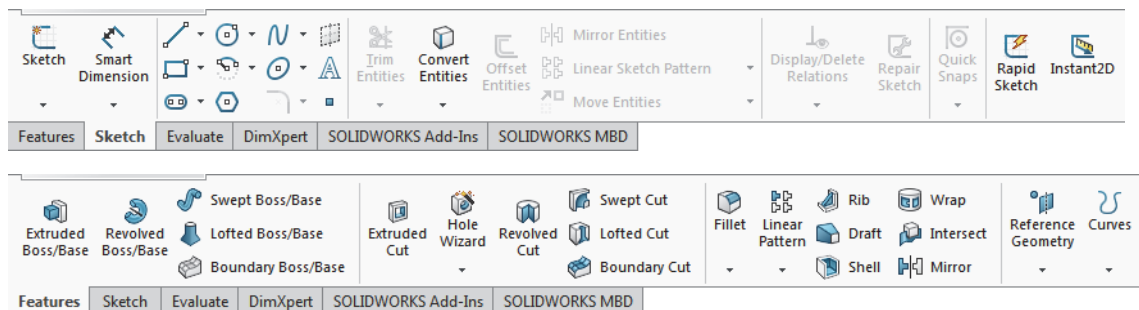 Sketch
Smart
Dimension
Trim
Entities
Convert
Entities
Offset
Entities
Mirror Entities
Linear Sketch Pattern
Move Entities
Display/Delete
Relations
Repair
Sketch
Quick
Snaps
Rapid
Sketch
Instant2D
Features Sketch Evaluate DimXpert SOLIDWORKS Add-Ins SOLIDWORKS MBD
Extruded
Boss/Base
Revolved
Boss/Base
Swept Boss/Base
Lofted Boss/Base
Boundary Boss/Base
Extruded
Cut
Hole
Wizard
Revolved
Cut
Swept Cut
Lofted Cut
Boundary Cut
Fillet
Linear
Pattern
Rib
Draft
Shell
Wrap
Intersect
Mirror
Reference
Geometry
Curves
Features Sketch Evaluate DimXpert SOLIDWORKS Add-Ins SOLIDWORKS MBD